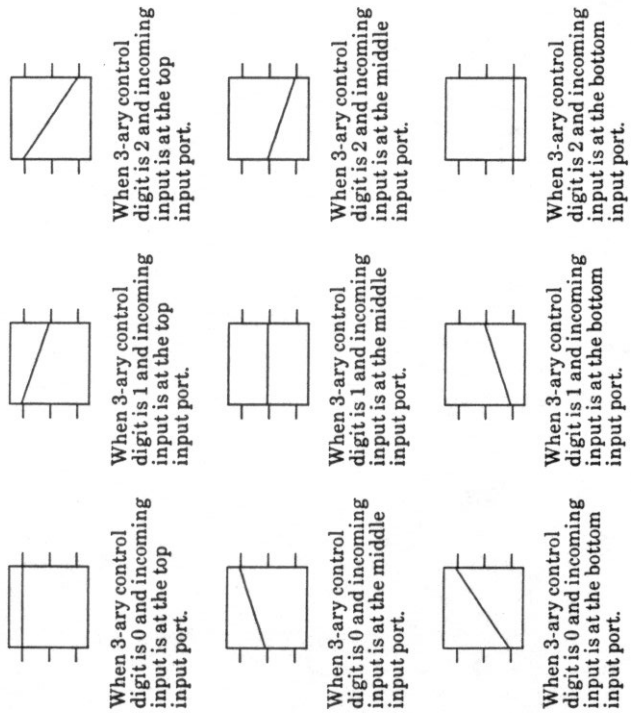 When 3-ary control
digit is 0 and incoming
input is at the top
input port.
When 3-ary control
digit is 1 and incoming
input is at the top
input port.
When 3-ary control
digit is 2 and incoming
input is at the top
input port.
When 3-ary control
digit is 0 and incoming
input is at the middle
input port.
When 3-ary control
digit is 1 and incoming
input is at the middle
input port.
When 3-ary control
digit is 2 and incoming
input is at the middle
input port.
When 3-ary control
digit is 0 and incoming
input is at the bottom
input port.
When 3-ary control
digit is 1 and incoming
input is at the bottom
input port.
When 3-ary control
digit is 2 and incoming
input is at the bottom
input port.